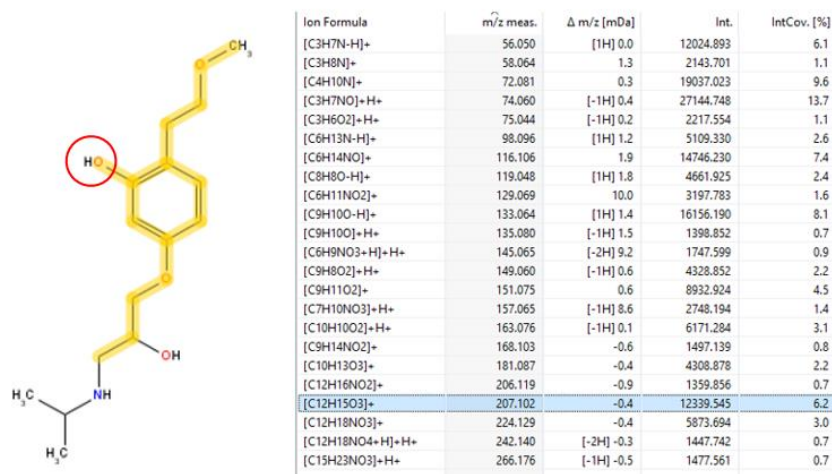 CH₃
O
HO
O
OH
NH
H₃C
H₃C
Ion Formula m/z meas. Δ m/z [mDa] Int. IntCov. [%]
[C3H7N-H]+ 56.050 [1H] 0.0 12024.893 6.1
[C3H8N]+ 58.064 1.3 2143.701 1.1
[C4H10N]+ 72.081 0.3 19037.023 9.6
[C3H7NO]+H+ 74.060 [-1H] 0.4 27144.748 13.7
[C3H6O2]+H+ 75.044 [-1H] 0.2 2217.554 1.1
[C6H13N-H]+ 98.096 [1H] 1.2 5109.330 2.6
[C6H14NO]+ 116.106 1.9 14746.230 7.4
[C8H8O-H]+ 119.048 [1H] 1.8 4661.925 2.4
[C6H11NO2]+ 129.069 10.0 3197.783 1.6
[C9H10O-H]+ 133.064 [1H] 1.4 16156.190 8.1
[C9H10O]+H+ 135.080 [-1H] 1.5 1398.852 0.7
[C6H9NO3+H]+H+ 145.065 [-2H] 9.2 1747.599 0.9
[C9H8O2]+H+ 149.060 [-1H] 0.6 4328.852 2.2
[C9H11O2]+ 151.075 0.6 8932.924 4.5
[C7H10NO3]+H+ 157.065 [-1H] 8.6 2748.194 1.4
[C10H10O2]+H+ 163.076 [-1H] 0.1 6171.284 3.1
[C9H14NO2]+ 168.103 -0.6 1497.139 0.8
[C10H13O3]+ 181.087 -0.4 4308.878 2.2
[C12H16NO2]+ 206.119 -0.9 1359.856 0.7
[C12H15O3]+ 207.102 -0.4 12339.545 6.2
[C12H18NO3]+ 224.129 -0.4 5873.694 3.0
[C12H18NO4+H]+H+ 242.140 [-2H] -0.3 1447.742 0.7
[C15H23NO3]+H+ 266.176 [-1H] -0.5 1477.561 0.7